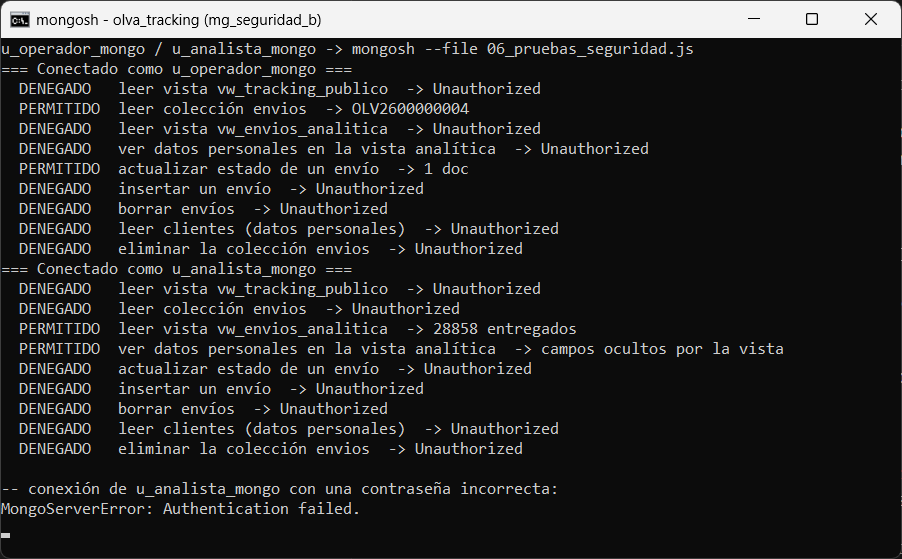 mongosh - olva_tracking (mg_seguridad_b)
u_operador_mongo / u_analista_mongo -> mongosh --file 06_pruebas_seguridad.js
=== Conectado como u_operador_mongo ===
  DENEGADO   leer vista vw_tracking_publico  -> Unauthorized
  PERMITIDO  leer colección envios  -> OLV2600000004
  DENEGADO   leer vista vw_envios_analitica  -> Unauthorized
  DENEGADO   ver datos personales en la vista analítica  -> Unauthorized
  PERMITIDO  actualizar estado de un envío  -> 1 doc
  DENEGADO   insertar un envío  -> Unauthorized
  DENEGADO   borrar envíos  -> Unauthorized
  DENEGADO   leer clientes (datos personales)  -> Unauthorized
  DENEGADO   eliminar la colección envios  -> Unauthorized
=== Conectado como u_analista_mongo ===
  DENEGADO   leer vista vw_tracking_publico  -> Unauthorized
  DENEGADO   leer colección envios  -> Unauthorized
  PERMITIDO  leer vista vw_envios_analitica  -> 28858 entregados
  PERMITIDO  ver datos personales en la vista analítica  -> campos ocultos por la vista
  DENEGADO   actualizar estado de un envío  -> Unauthorized
  DENEGADO   insertar un envío  -> Unauthorized
  DENEGADO   borrar envíos  -> Unauthorized
  DENEGADO   leer clientes (datos personales)  -> Unauthorized
  DENEGADO   eliminar la colección envios  -> Unauthorized

-- conexión de u_analista_mongo con una contraseña incorrecta:
MongoServerError: Authentication failed.